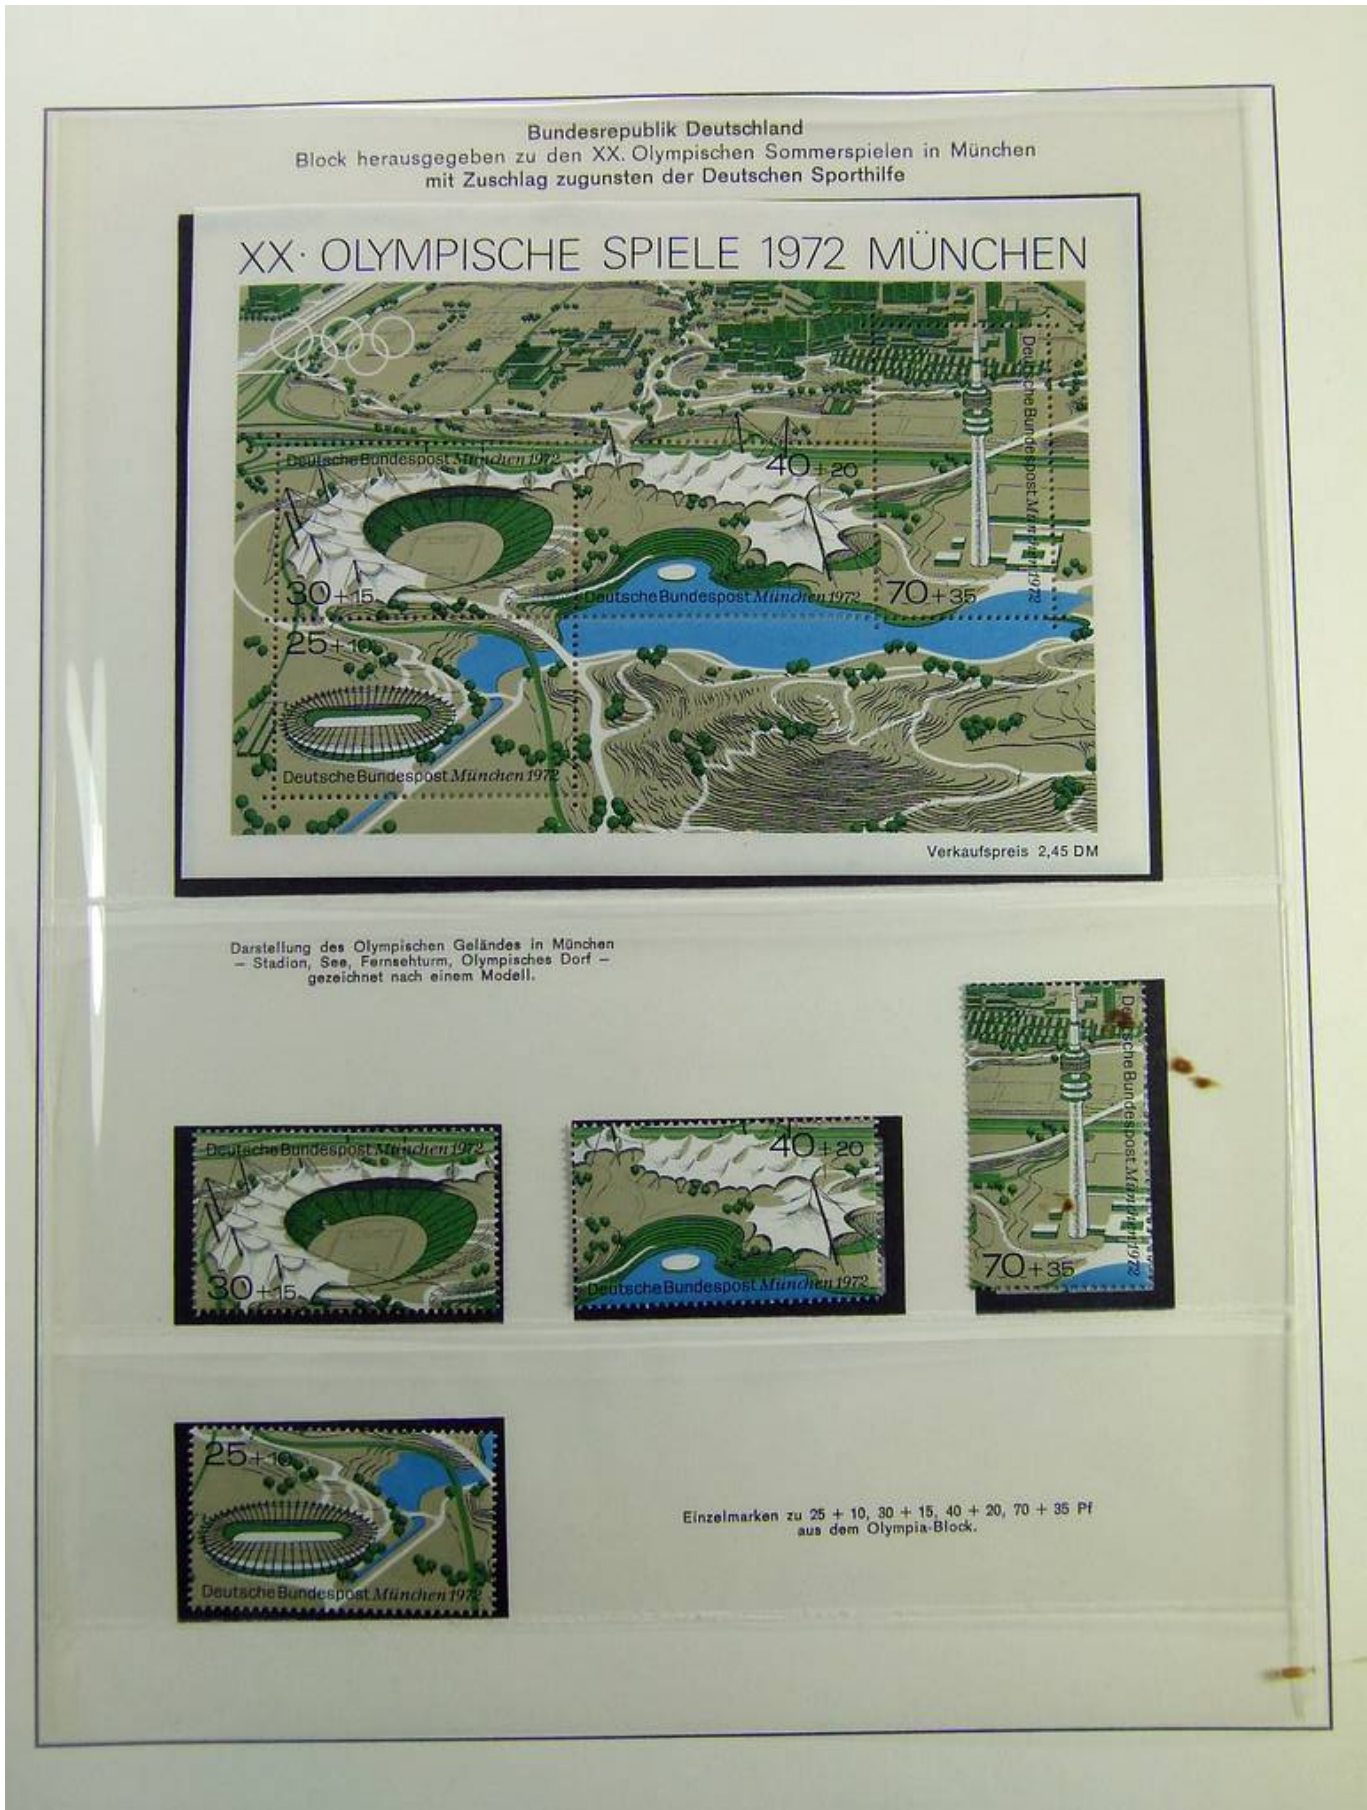 Bundesrepublik Deutschland
Block herausgegeben zu den XX. Olympischen Sommerspielen in München
mit Zuschlag zugunsten der Deutschen Sporthilfe
XX. OLYMPISCHE SPIELE 1972 MÜNCHEN
Deutsche Bundespost München 1972
30+15
40+20
Deutsche Bundespost München 1972
Deutsche Bundespost München 1972
70+35
25+10
Deutsche Bundespost München 1972
Verkaufspreis 2,45 DM
Darstellung des Olympischen Geländes in München
— Stadion, See, Fernsehturm, Olympisches Dorf —
gezeichnet nach einem Modell.
Deutsche Bundespost München 1972
30+15
40+20
Deutsche Bundespost München 1972
Deutsche Bundespost München 1972
70+35
25+10
Deutsche Bundespost München 1972
Einzelmarken zu 25 + 10, 30 + 15, 40 + 20, 70 + 35 Pf
aus dem Olympia-Block.